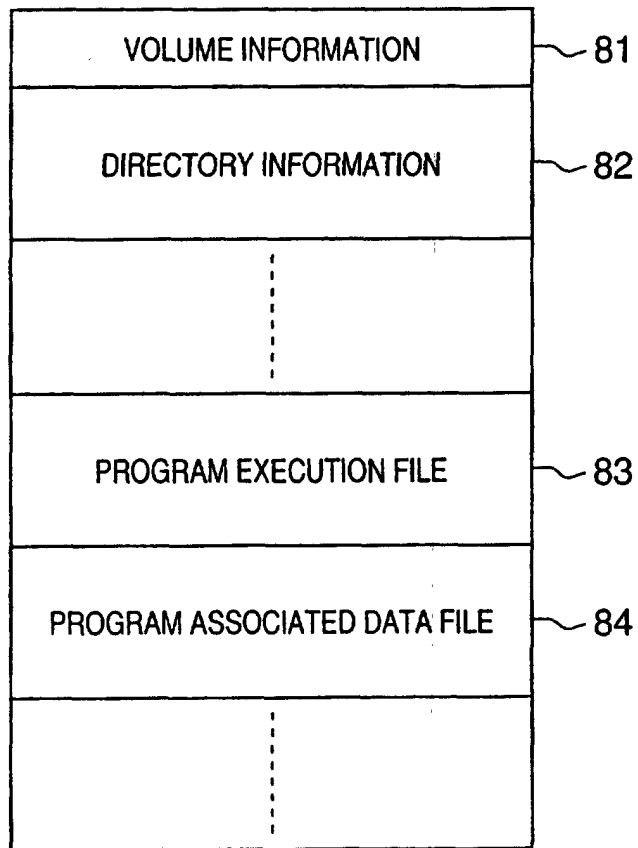 VOLUME INFORMATION 81
DIRECTORY INFORMATION 82
PROGRAM EXECUTION FILE 83
PROGRAM ASSOCIATED DATA FILE 84